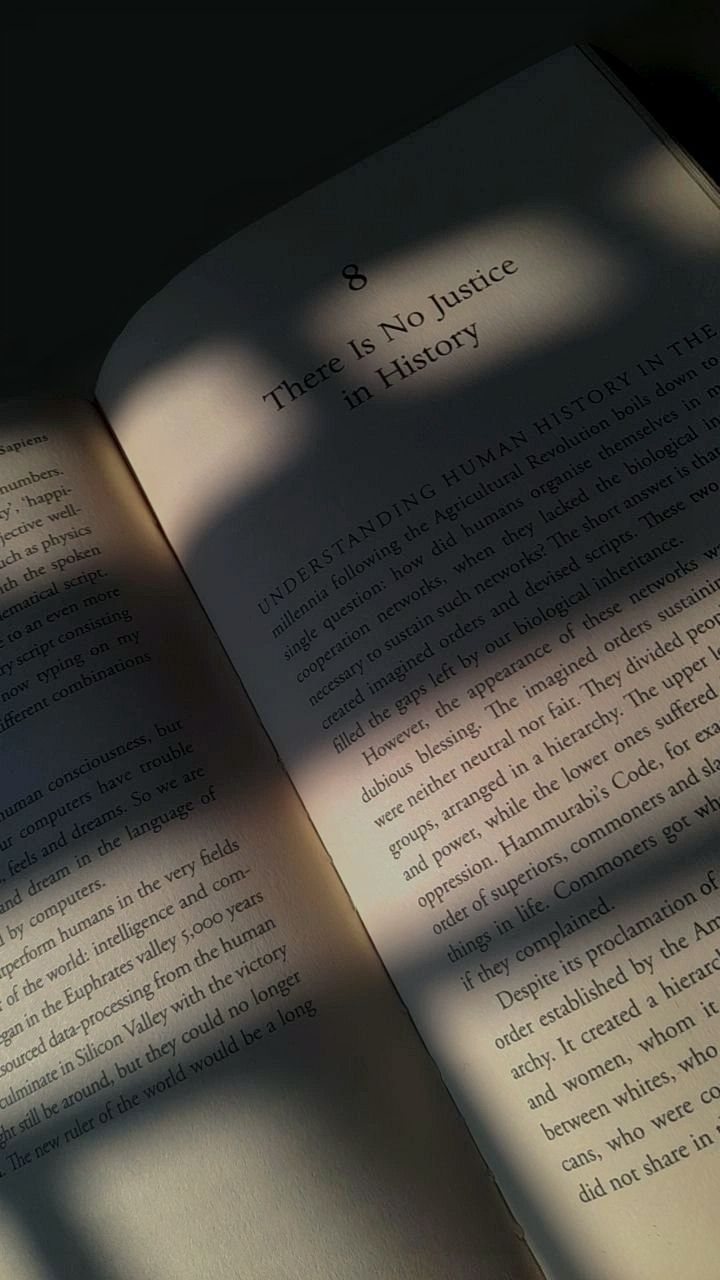 Sapiens
numbers.
'happi-
jective well-
uch as physics
th the spoken
ematical script.
to an even more
ry script consisting
now typing on my
ifferent combinations
human consciousness, but
ur computers have trouble
, feels and dreams. So we are
and dream in the language of
d by computers.
tperform humans in the very fields
of the world: intelligence and com-
gan in the Euphrates valley 5,000 years
sourced data-processing from the human
culminate in Silicon Valley with the victory
ght still be around, but they could no longer
. The new ruler of the world would be a long
8
There Is No Justice
in History
UNDERSTANDING HUMAN HISTORY IN THE
millennia following the Agricultural Revolution boils down to
single question: how did humans organise themselves in m
cooperation networks, when they lacked the biological in
necessary to sustain such networks? The short answer is that
created imagined orders and devised scripts. These two
filled the gaps left by our biological inheritance.
However, the appearance of these networks w
dubious blessing. The imagined orders sustainin
were neither neutral nor fair. They divided peop
groups, arranged in a hierarchy. The upper le
and power, while the lower ones suffered
oppression. Hammurabi's Code, for exa
order of superiors, commoners and sla
things in life. Commoners got wh
if they complained.
Despite its proclamation of
order established by the Am
archy. It created a hierarch
and women, whom it
between whites, who
cans, who were co
did not share in t